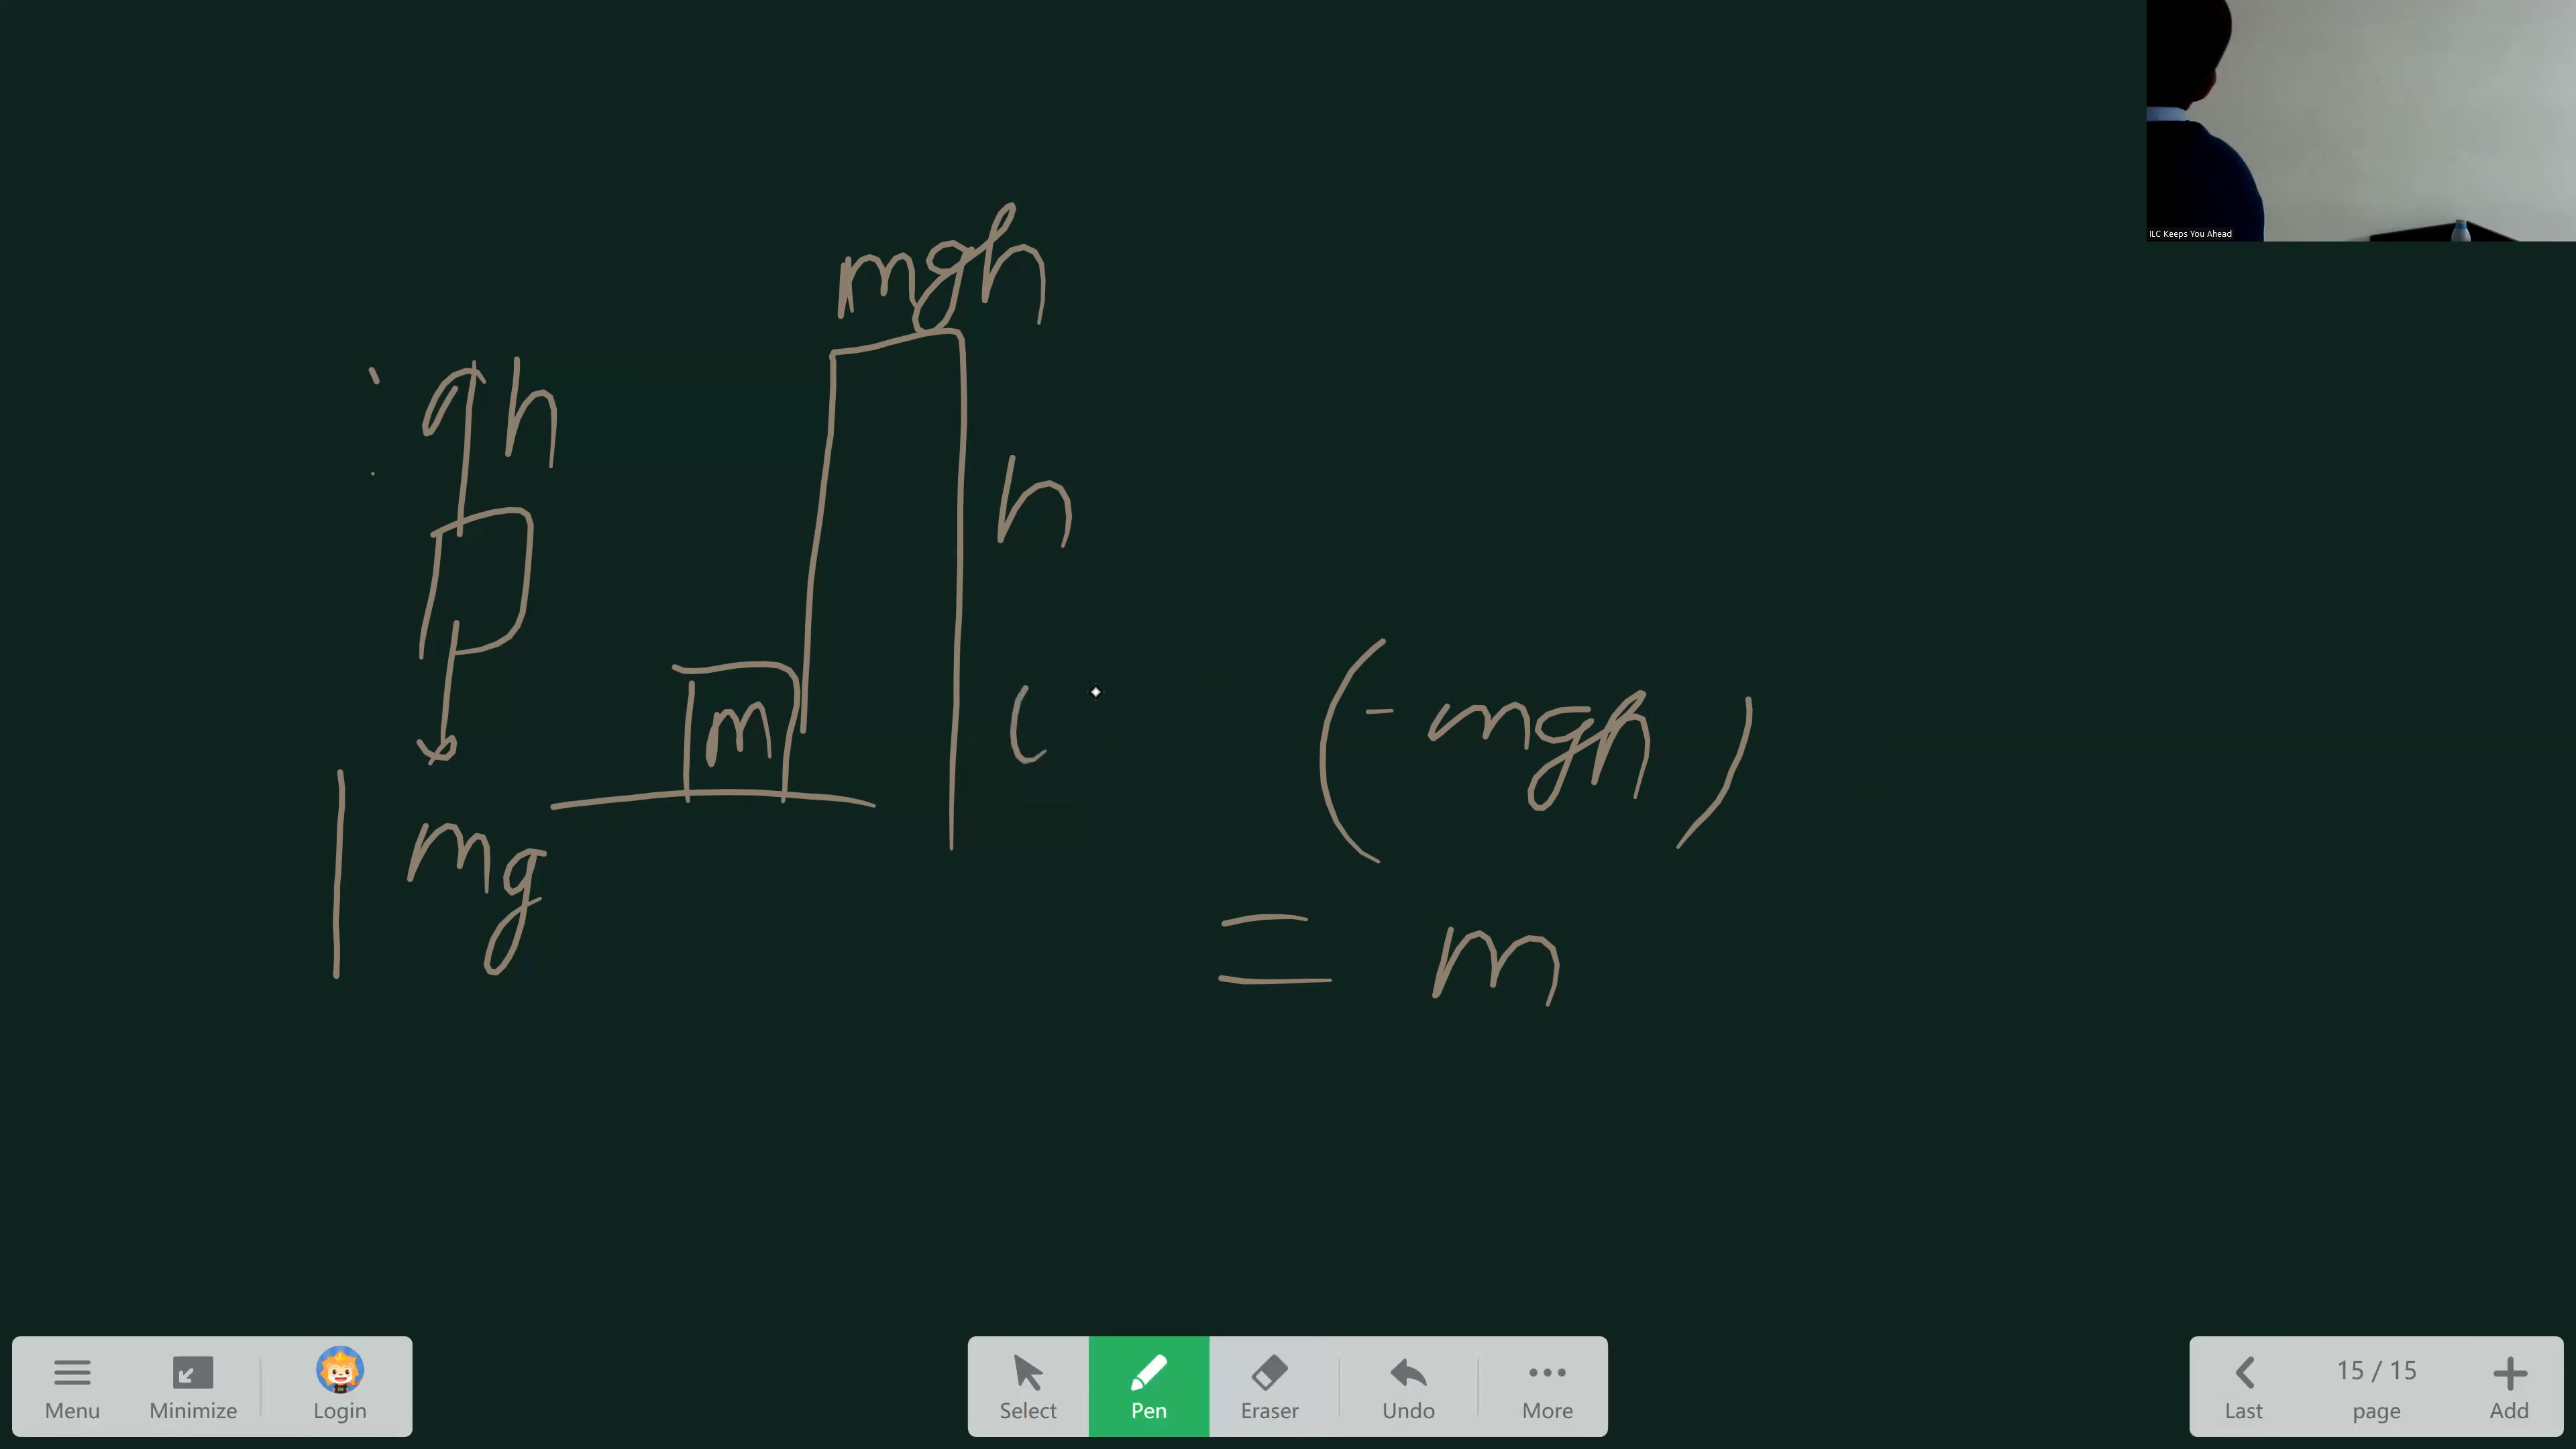 ILC Keeps You Ahead
mgh
h
h
m
(- mgh)
mg
= m
Menu
Minimize
Login
Select
Pen
Eraser
Undo
More
Last
15 / 15
page
Add